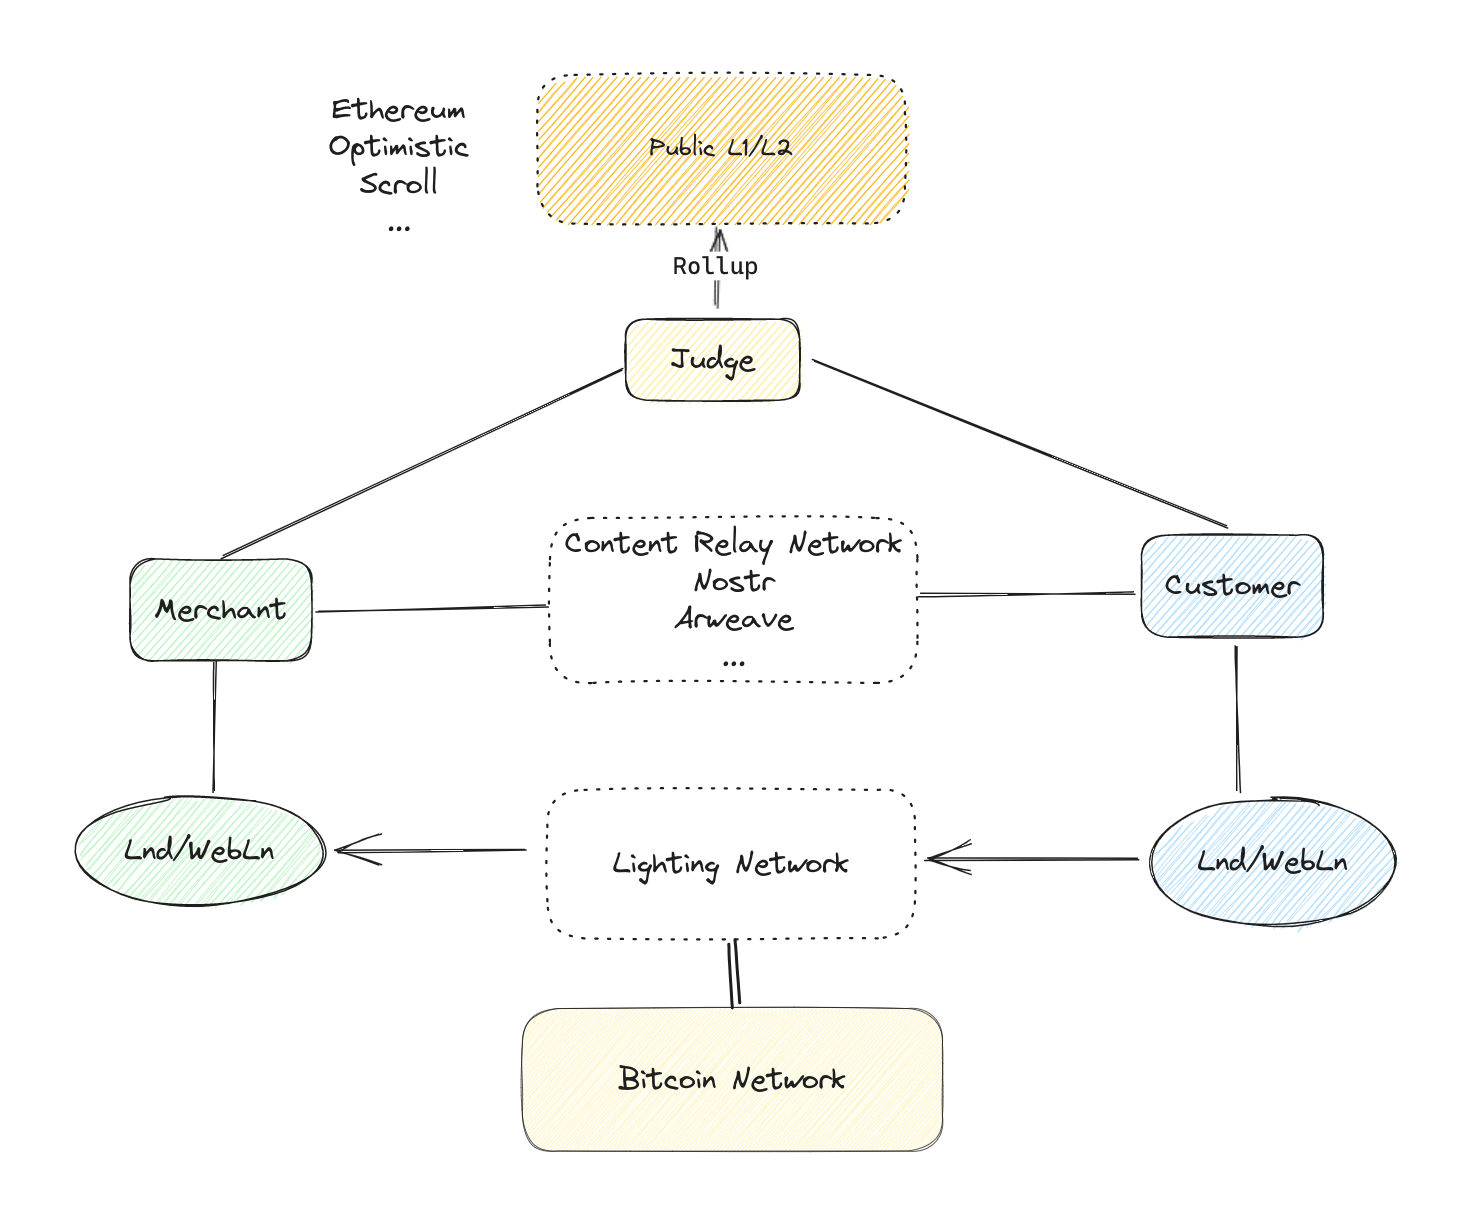 Ethereum
Optimistic
Scroll
...
Public L1/L2
Rollup
Judge
Merchant
Content Relay Network
Nostr
Arweave
...
Customer
Lnd/WebLn
Lighting Network
Lnd/WebLn
Bitcoin Network